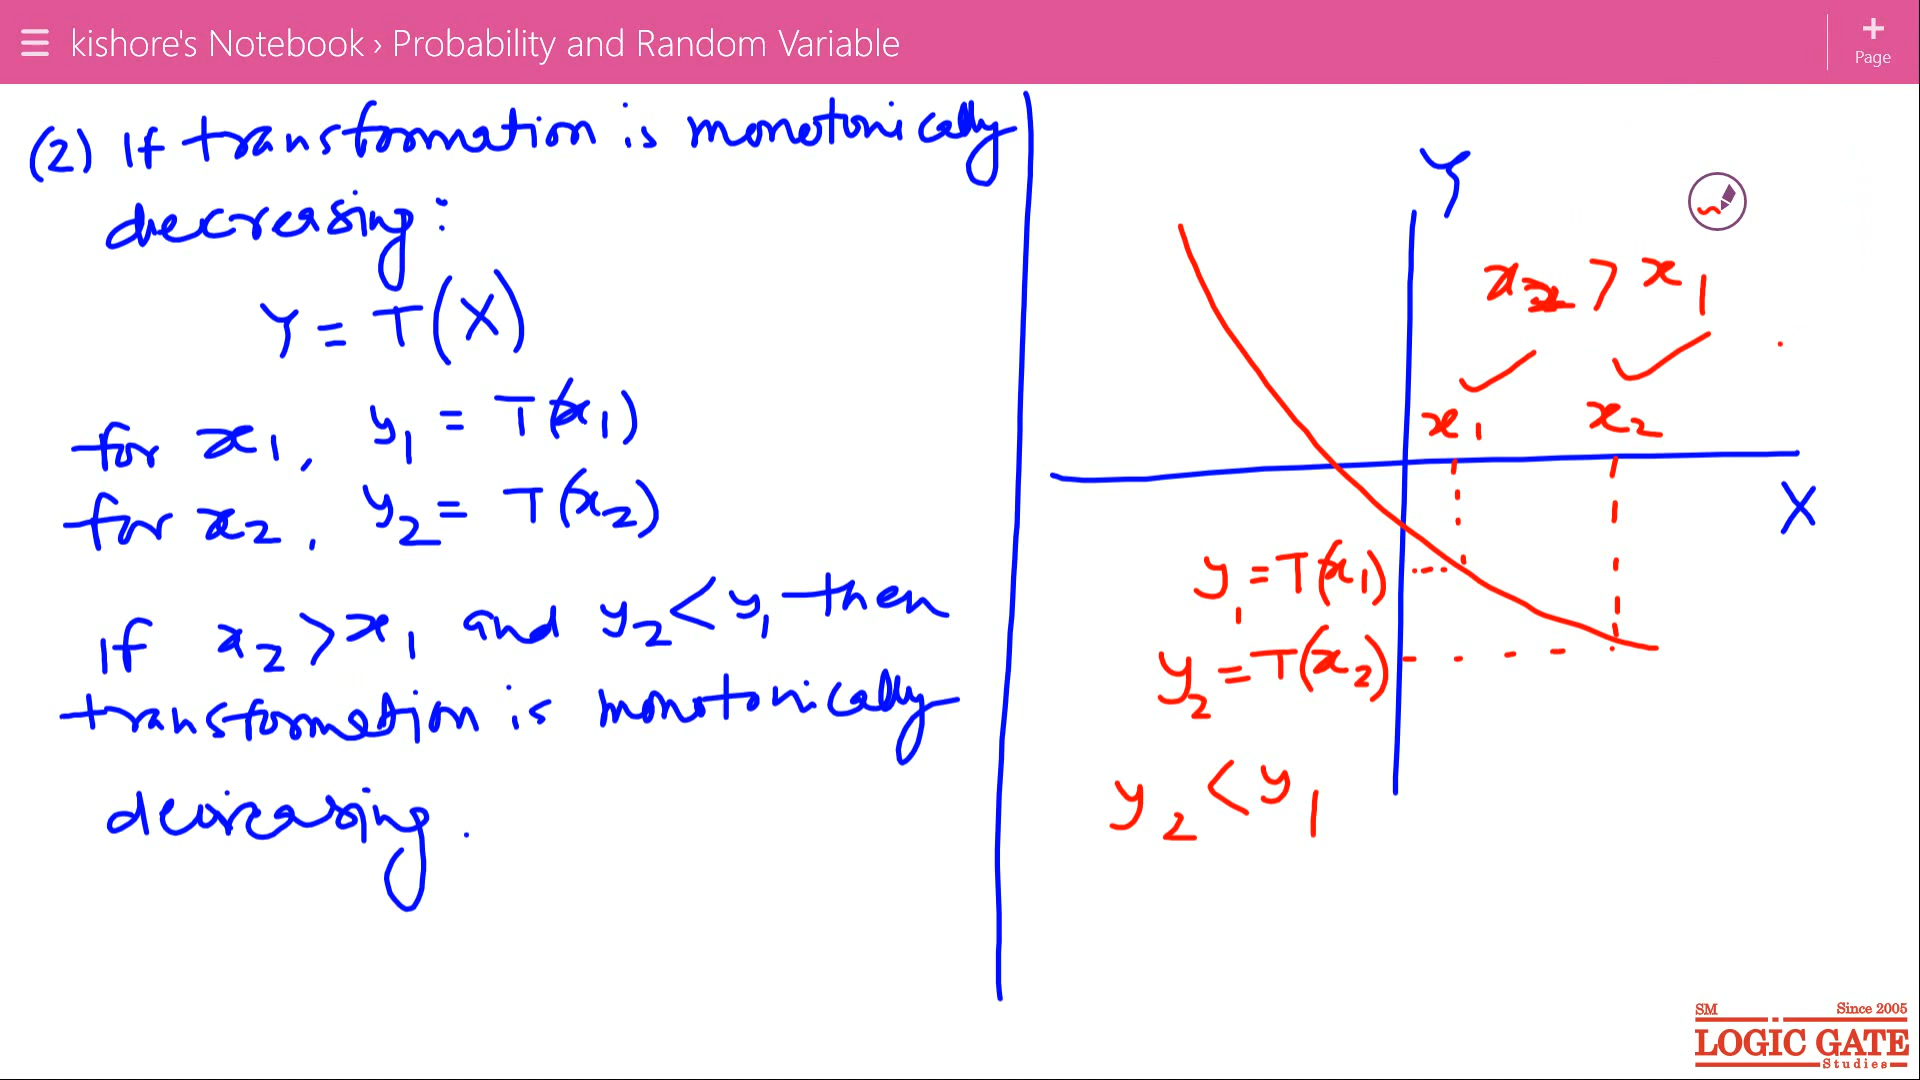 kishore's Notebook › Probability and Random Variable
+
Page
(2) If transformation is monotonically
decreasing:
Y = T(X)
for x1, y1 = T(x1)
for x2, y2 = T(x2)
If x2 > x1 and y2 < y1 then
transformation is monotonically
decreasing.
Y
x2 > x1
x1 x2
X
y1 = T(x1)
y2 = T(x2)
y2 < y1
SM Since 2005
LOGIC GATE
Studies